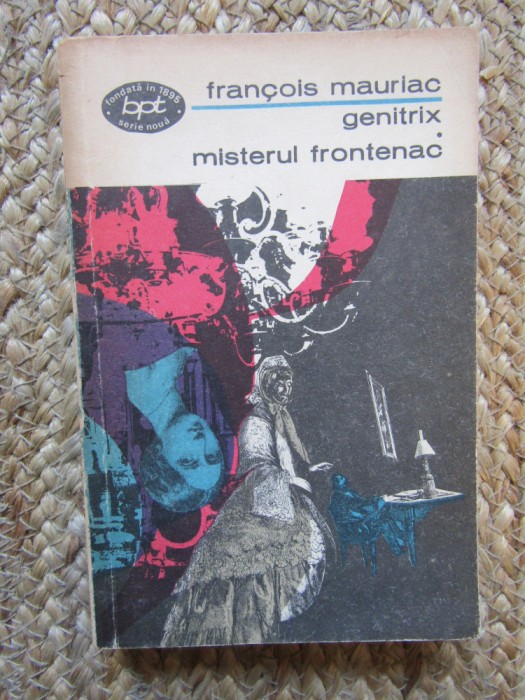 fondată în 1895
bpt
serie nouă
françois mauriac
genitrix
•
misterul frontenac